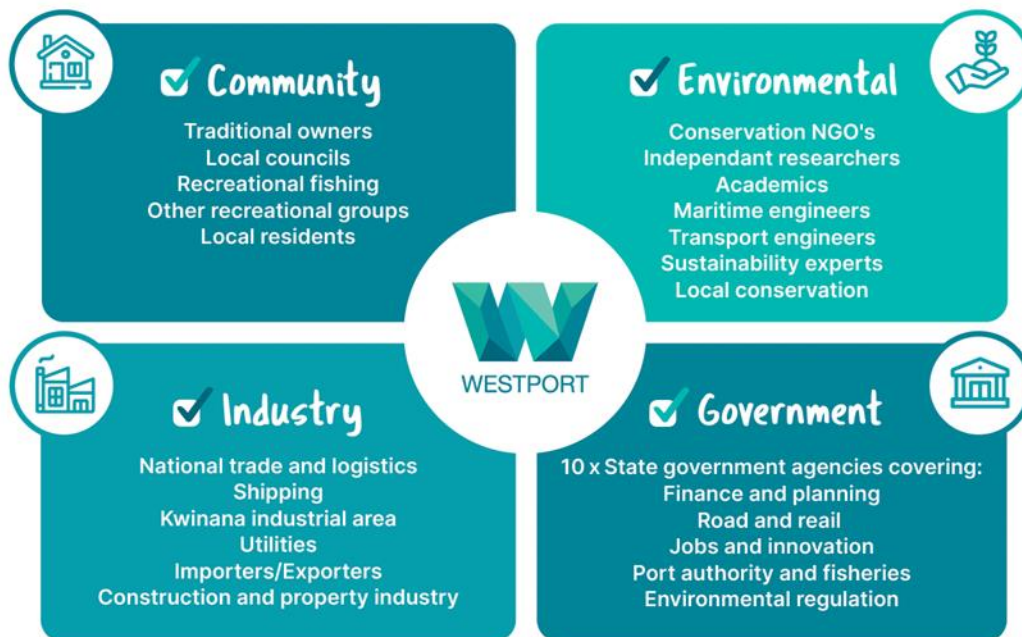 Community
Traditional owners
Local councils
Recreational fishing
Other recreational groups
Local residents
Environmental
Conservation NGO's
Independant researchers
Academics
Maritime engineers
Transport engineers
Sustainability experts
Local conservation
WESTPORT
Industry
National trade and logistics
Shipping
Kwinana industrial area
Utilities
Importers/Exporters
Construction and property industry
Government
10 x State government agencies covering:
Finance and planning
Road and reail
Jobs and innovation
Port authority and fisheries
Environmental regulation